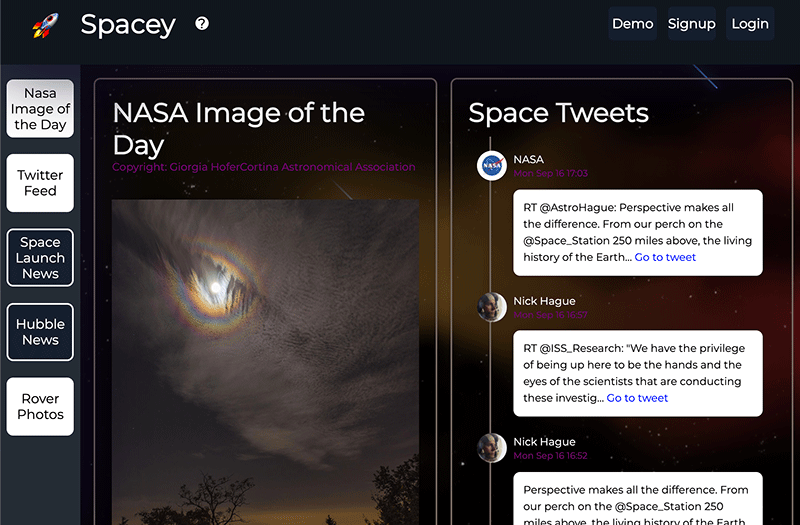 Spacey
?
Demo
Signup
Login
Nasa
Image of
the Day
Twitter
Feed
Space
Launch
News
Hubble
News
Rover
Photos
NASA Image of the
Day
Copyright: Giorgia HoferCortina Astronomical Association
Space Tweets
NASA
NASA
Mon Sep 16 17:03
RT @AstroHague: Perspective makes all
the difference. From our perch on the
@Space_Station 250 miles above, the living
history of the Earth... Go to tweet
Nick Hague
Mon Sep 16 16:57
RT @ISS_Research: "We have the privilege
of being up here to be the hands and the
eyes of the scientists that are conducting
these investig... Go to tweet
Nick Hague
Mon Sep 16 16:52
Perspective makes all the difference. From
our perch on the @Space_Station 250
miles above, the living history of the Earth